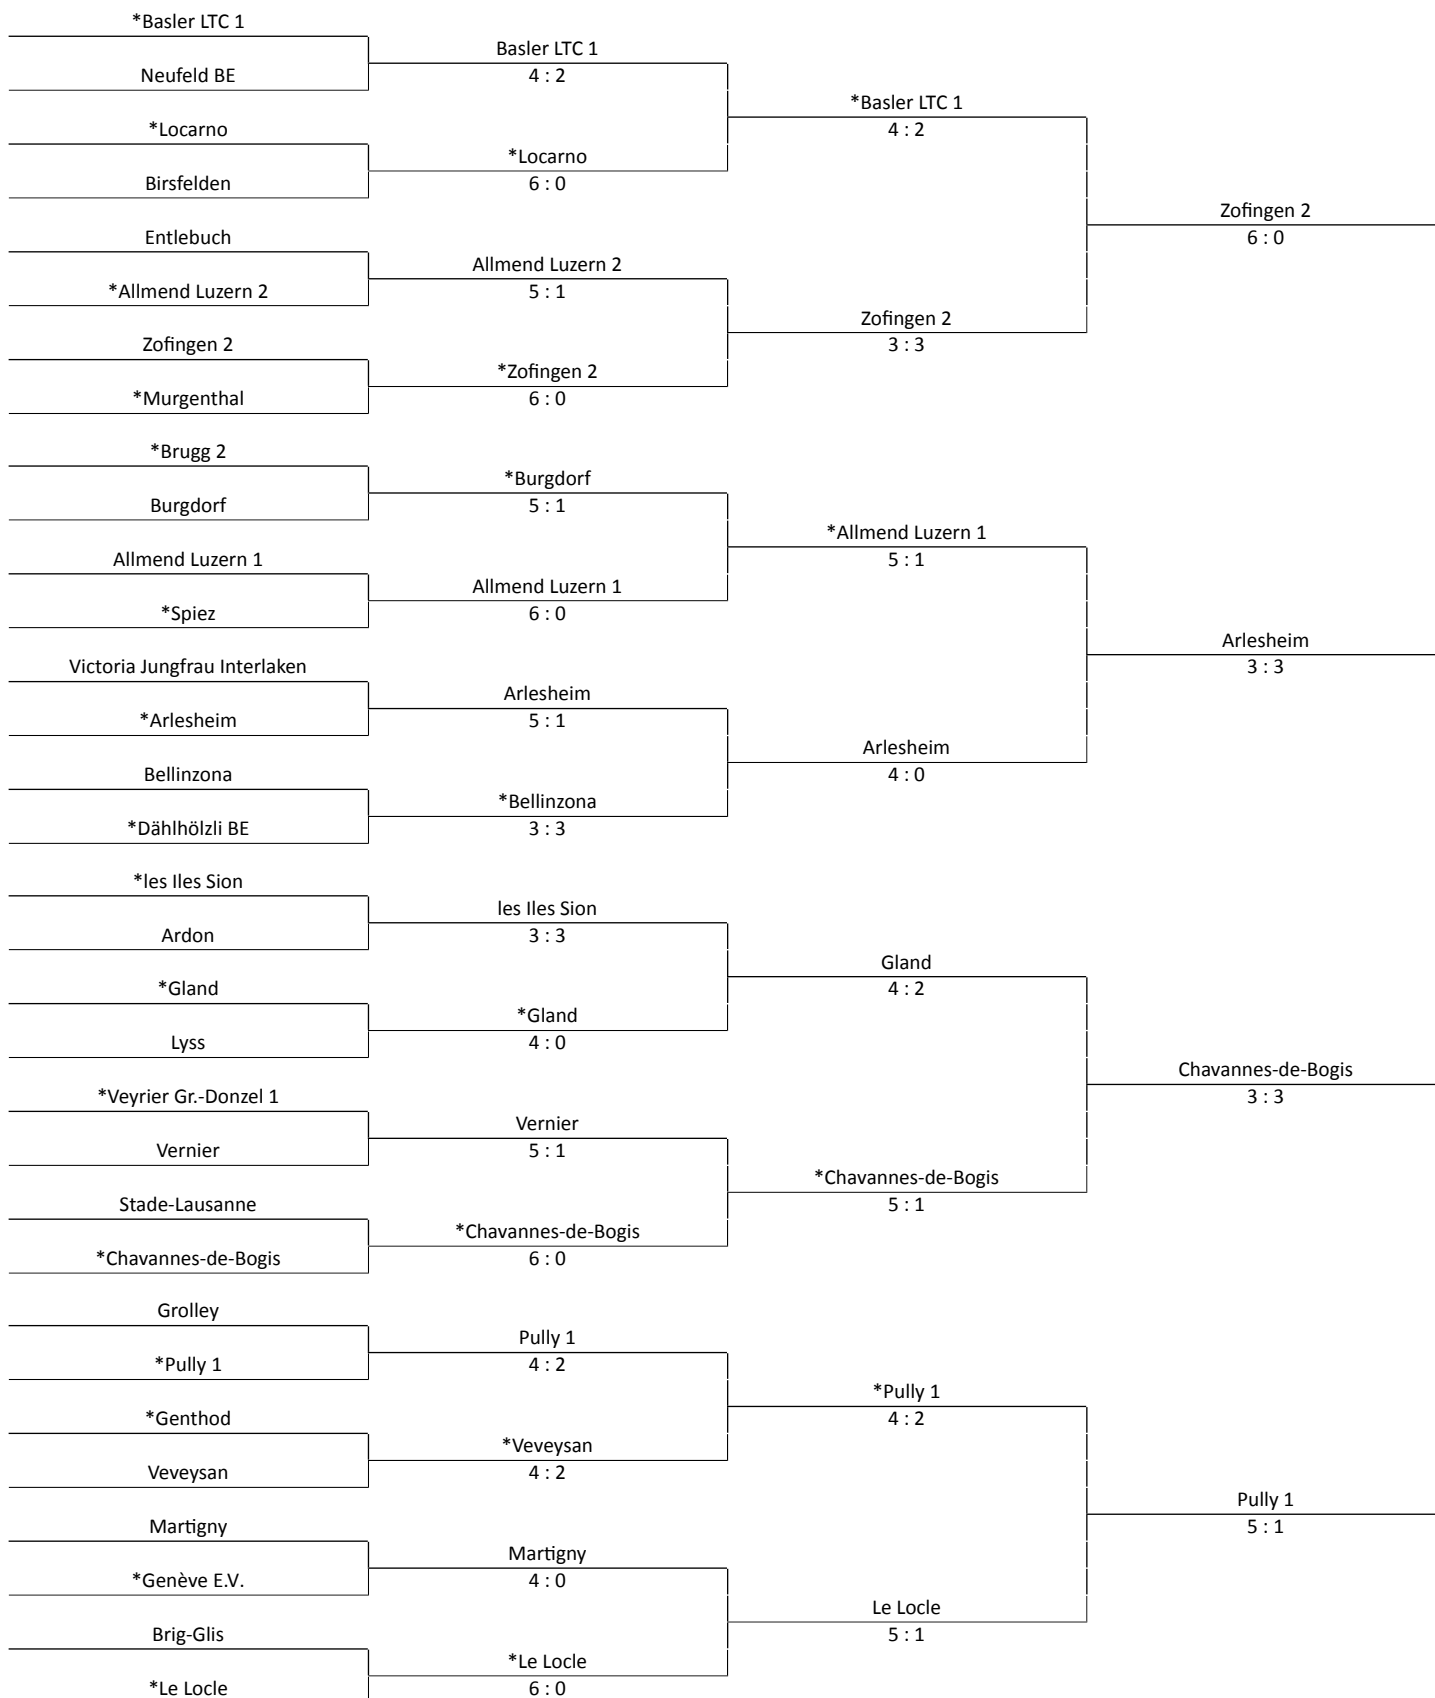 *Basler LTC 1
Neufeld BE
*Locarno
Birsfelden
Entlebuch
*Allmend Luzern 2
Zofingen 2
*Murgenthal
*Brugg 2
Burgdorf
Allmend Luzern 1
*Spiez
Victoria Jungfrau Interlaken
*Arlesheim
Bellinzona
*Dählhölzli BE
*les Iles Sion
Ardon
*Gland
Lyss
*Veyrier Gr.-Donzel 1
Vernier
Stade-Lausanne
*Chavannes-de-Bogis
Grolley
*Pully 1
*Genthod
Veveysan
Martigny
*Genève E.V.
Brig-Glis
*Le Locle
Basler LTC 1
4 : 2
*Locarno
6 : 0
Allmend Luzern 2
5 : 1
*Zofingen 2
6 : 0
*Burgdorf
5 : 1
Allmend Luzern 1
6 : 0
Arlesheim
5 : 1
*Bellinzona
3 : 3
les Iles Sion
3 : 3
*Gland
4 : 0
Vernier
5 : 1
*Chavannes-de-Bogis
6 : 0
Pully 1
4 : 2
*Veveysan
4 : 2
Martigny
4 : 0
*Le Locle
6 : 0
*Basler LTC 1
4 : 2
Zofingen 2
3 : 3
*Allmend Luzern 1
5 : 1
Arlesheim
4 : 0
Gland
4 : 2
*Chavannes-de-Bogis
5 : 1
*Pully 1
4 : 2
Le Locle
5 : 1
Zofingen 2
6 : 0
Arlesheim
3 : 3
Chavannes-de-Bogis
3 : 3
Pully 1
5 : 1